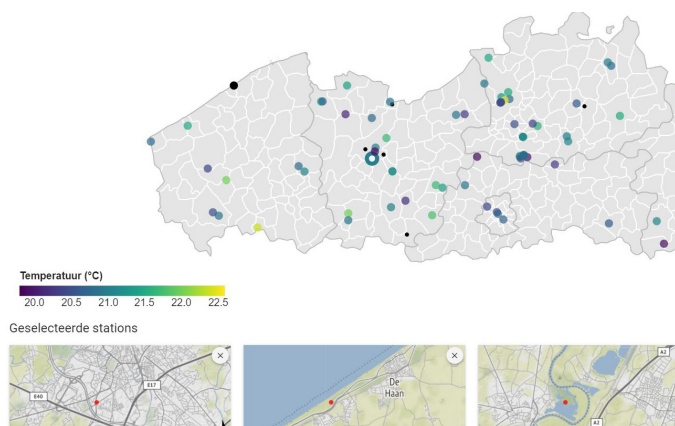 Temperatuur (°C)
20.0 20.5 21.0 21.5 22.0 22.5
Geselecteerde stations
E40
E17
De
Haan
A2
A2